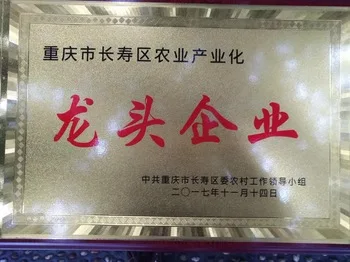 重庆市长寿区农业产业化
龙头企业
中共重庆市长寿区委农村工作领导小组
二〇一七年十一月十四日